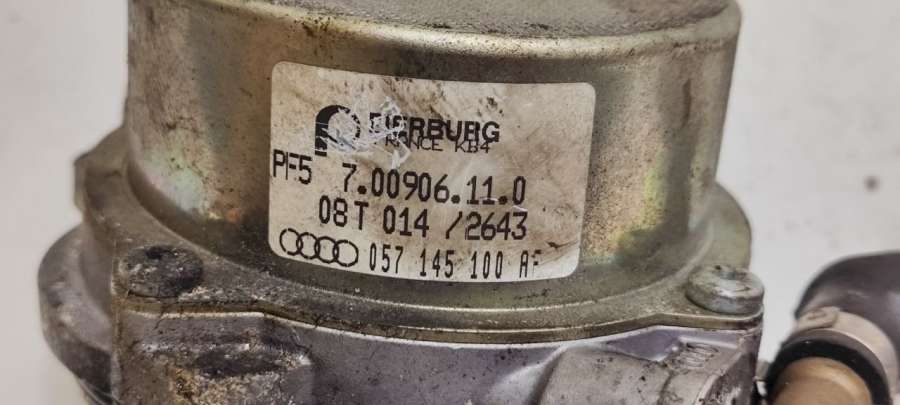 PIERBURG
FRANCE KB4
PF5 7.00906.11.0
08T 014 /2643
057 145 100 AF